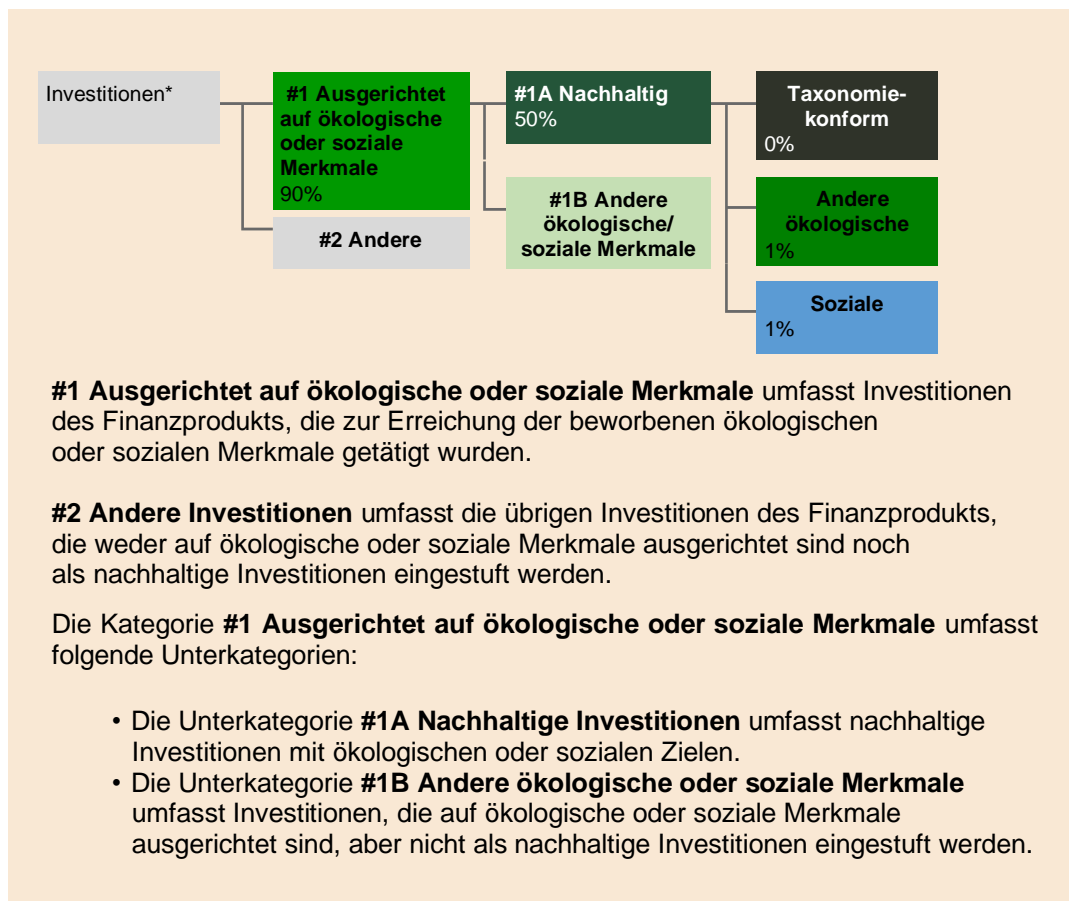 Investitionen*
#1 Ausgerichtet
auf ökologische
oder soziale
Merkmale
90%
#2 Andere
#1A Nachhaltig
50%
#1B Andere
ökologische/
soziale Merkmale
Taxonomie-
konform
0%
Andere
ökologische
1%
Soziale
1%
#1 Ausgerichtet auf ökologische oder soziale Merkmale umfasst Investitionen
des Finanzprodukts, die zur Erreichung der beworbenen ökologischen
oder sozialen Merkmale getätigt wurden.
#2 Andere Investitionen umfasst die übrigen Investitionen des Finanzprodukts,
die weder auf ökologische oder soziale Merkmale ausgerichtet sind noch
als nachhaltige Investitionen eingestuft werden.
Die Kategorie #1 Ausgerichtet auf ökologische oder soziale Merkmale umfasst
folgende Unterkategorien:
• Die Unterkategorie #1A Nachhaltige Investitionen umfasst nachhaltige
Investitionen mit ökologischen oder sozialen Zielen.
• Die Unterkategorie #1B Andere ökologische oder soziale Merkmale
umfasst Investitionen, die auf ökologische oder soziale Merkmale
ausgerichtet sind, aber nicht als nachhaltige Investitionen eingestuft werden.